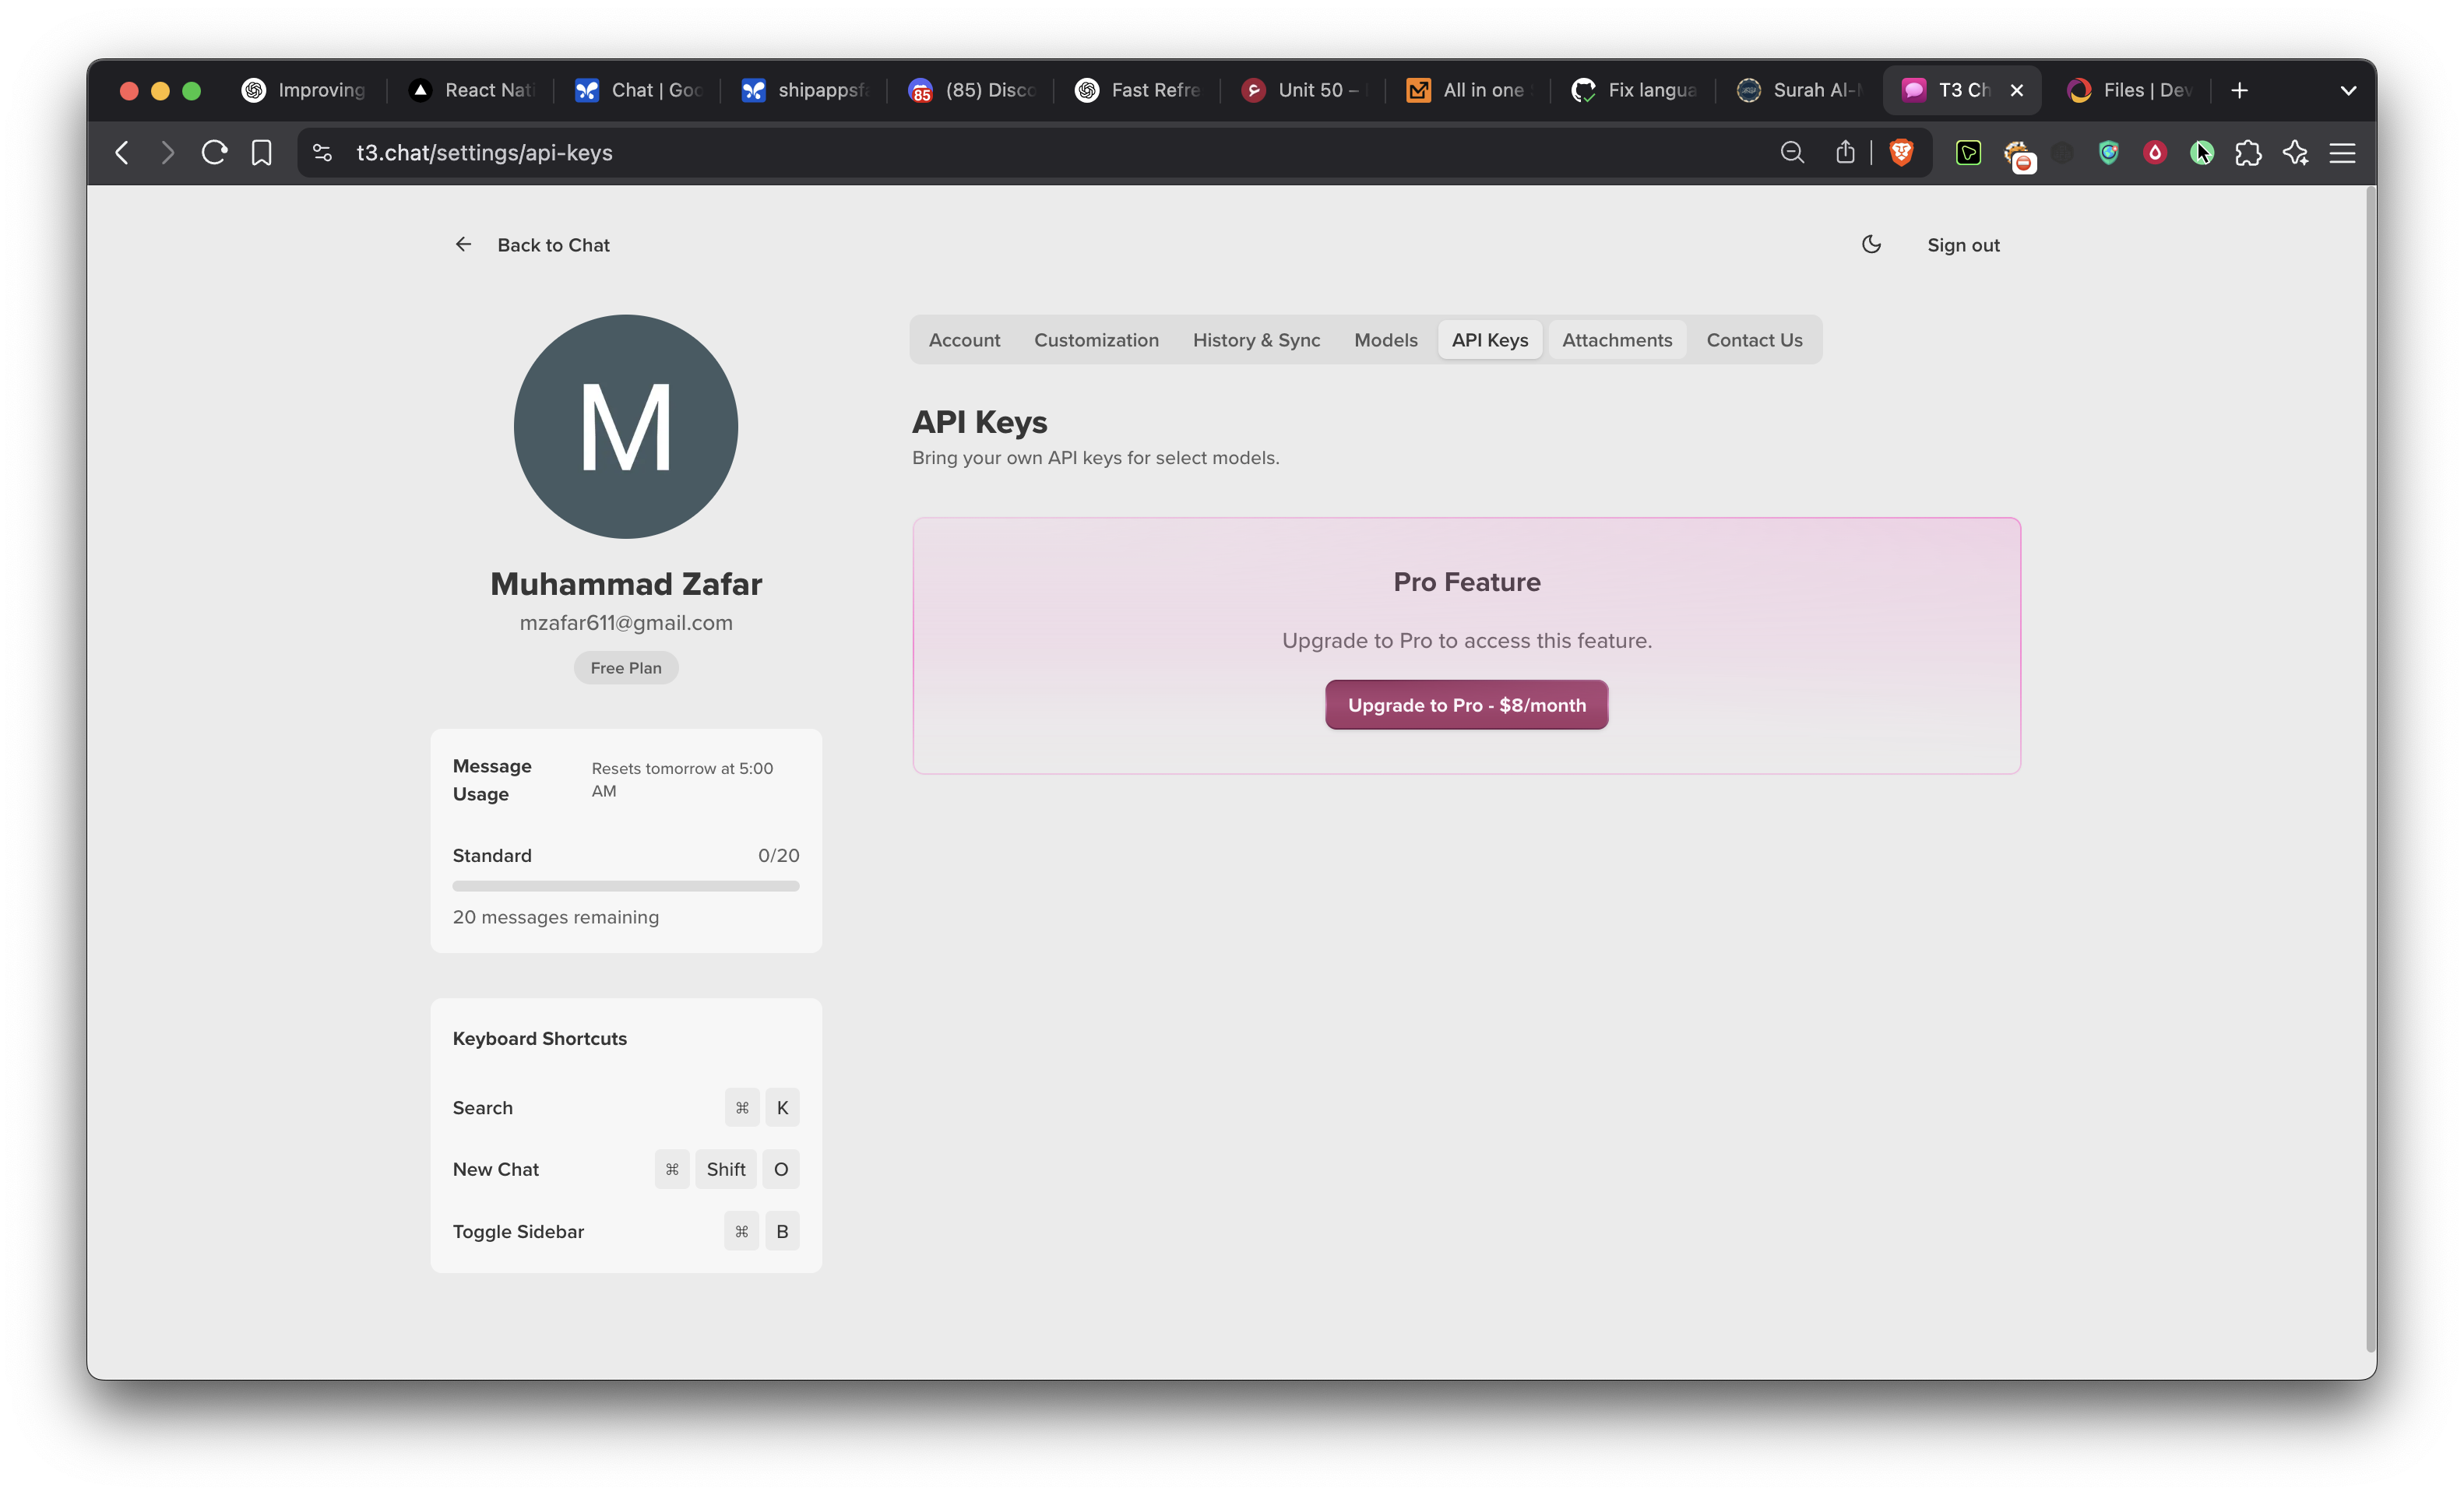 Improving
React Nati
Chat | Goo
shipappsfa
85
(85) Disco
Fast Refre
Unit 50 –
All in one
Fix langua
Surah Al-
T3 Ch
Files | Dev
t3.chat/settings/api-keys
Back to Chat
Sign out
M
Muhammad Zafar
mzafar611@gmail.com
Free Plan
Message
Usage
Resets tomorrow at 5:00
AM
Standard
0/20
20 messages remaining
Keyboard Shortcuts
Search
⌘ K
New Chat
⌘ Shift O
Toggle Sidebar
⌘ B
Account Customization History & Sync Models API Keys Attachments Contact Us
API Keys
Bring your own API keys for select models.
Pro Feature
Upgrade to Pro to access this feature.
Upgrade to Pro - $8/month